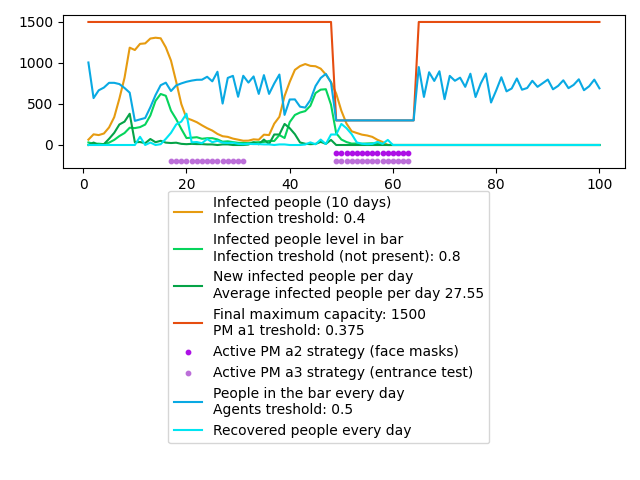 1500
1000
500
0
0
20
40
60
80
100
Infected people (10 days)
Infection treshold: 0.4
Infected people level in bar
Infection treshold (not present): 0.8
New infected people per day
Average infected people per day 27.55
Final maximum capacity: 1500
PM a1 treshold: 0.375
Active PM a2 strategy (face masks)
Active PM a3 strategy (entrance test)
People in the bar every day
Agents treshold: 0.5
Recovered people every day